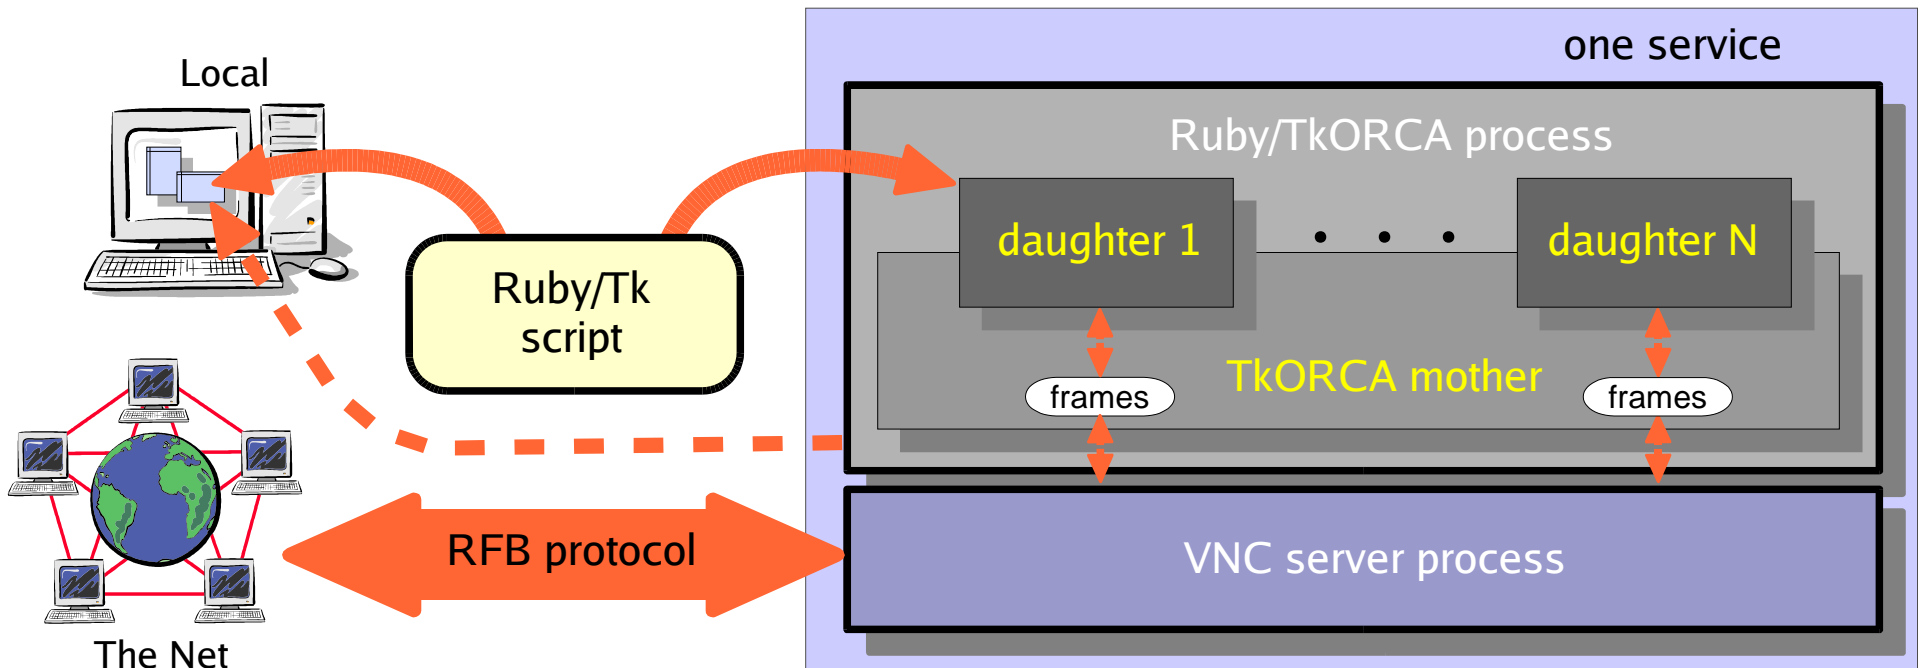 one service
Local
Ruby/TkORCA process
daughter 1
daughter N
Ruby/Tk
script
TkORCA mother
frames
frames
RFB protocol
VNC server process
The Net